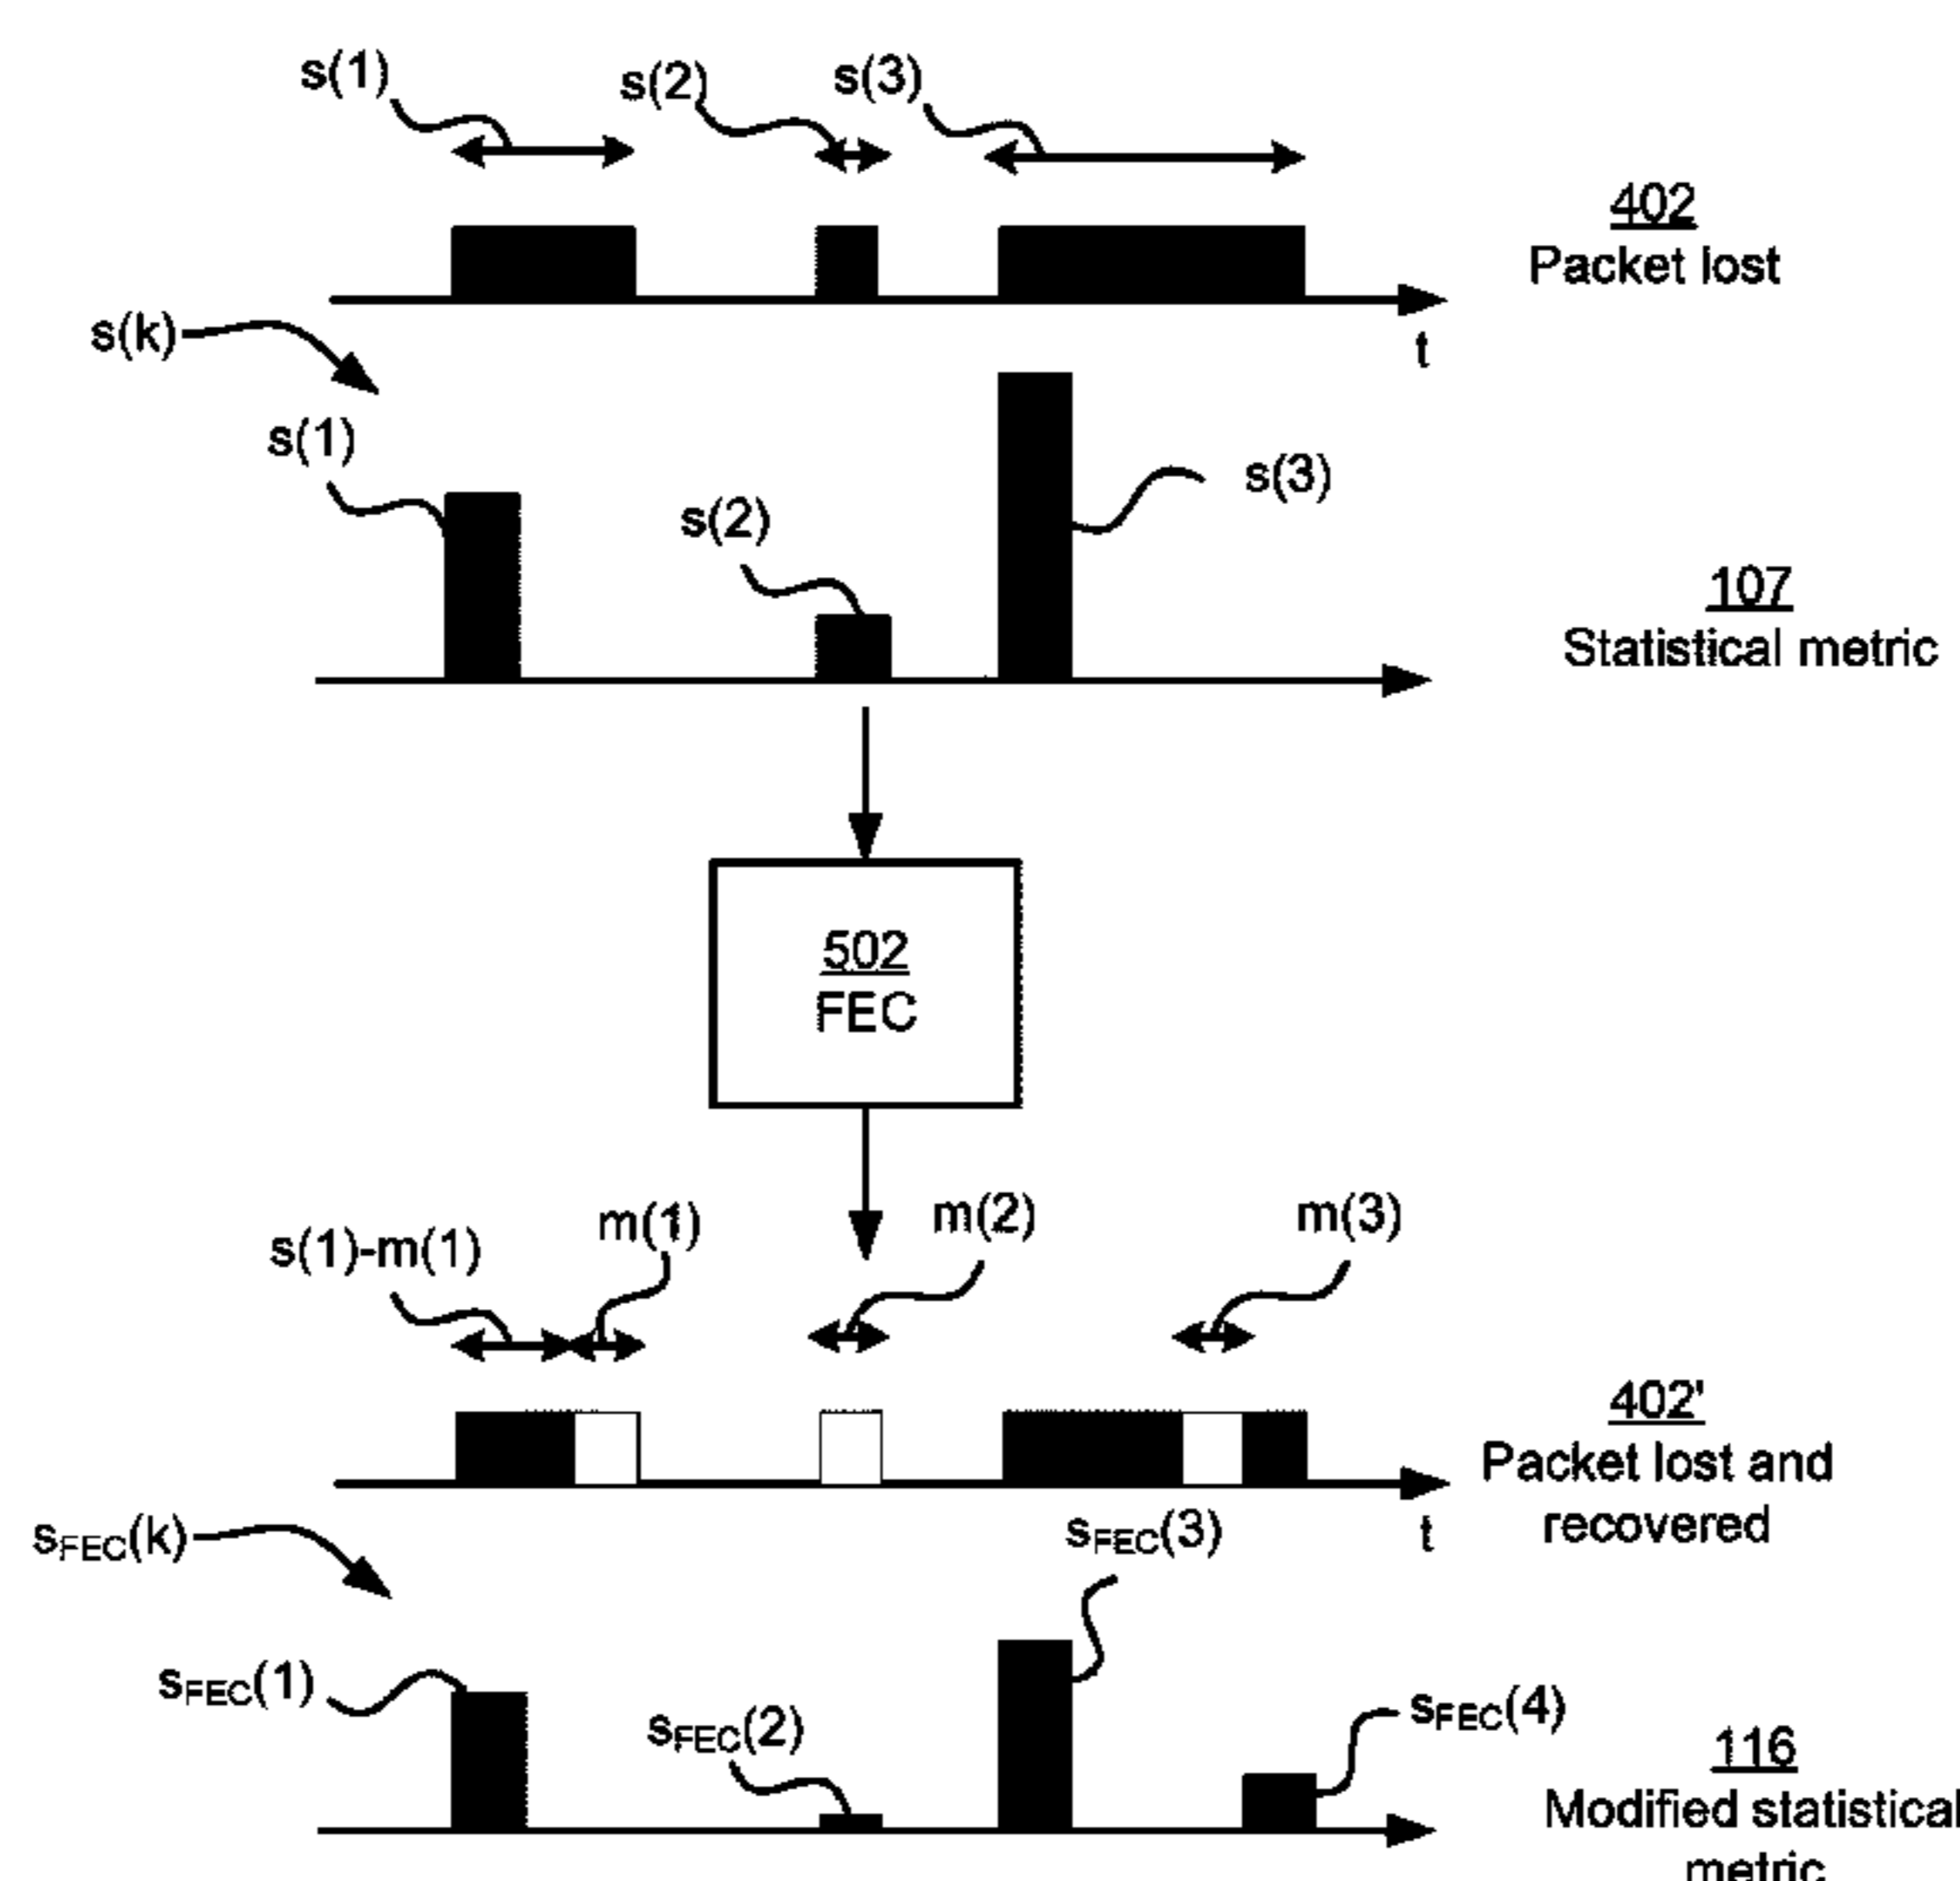 s(1)
s(2)
s(3)
402
Packet lost
t
s(k)
s(1)
s(2)
s(3)
107
Statistical metric
502
FEC
s(1)-m(1)
m(1)
m(2)
m(3)
402'
Packet lost and
recovered
t
sFEC(k)
sFEC(3)
sFEC(1)
sFEC(2)
sFEC(4)
116
Modified statistical
metric